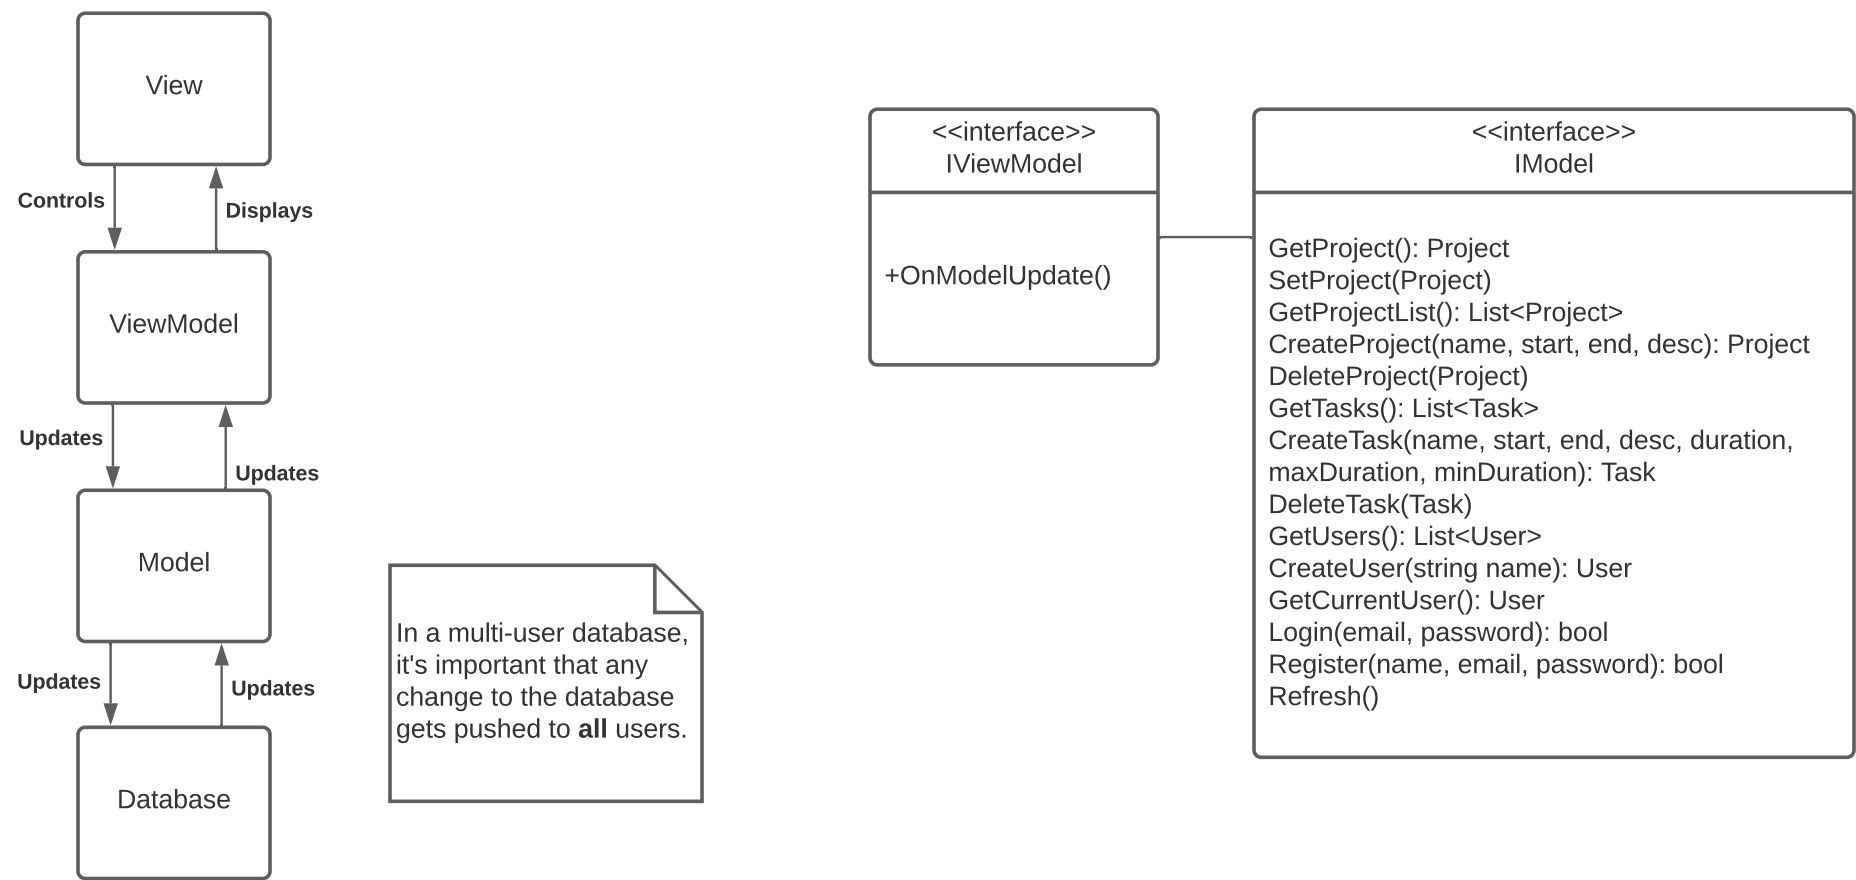 View
Controls
Displays
ViewModel
Updates
Updates
Model
Updates
Updates
Database
In a multi-user database,
it's important that any
change to the database
gets pushed to all users.
<<interface>>
IViewModel
+OnModelUpdate()
<<interface>>
IModel
GetProject(): Project
SetProject(Project)
GetProjectList(): List<Project>
CreateProject(name, start, end, desc): Project
DeleteProject(Project)
GetTasks(): List<Task>
CreateTask(name, start, end, desc, duration,
maxDuration, minDuration): Task
DeleteTask(Task)
GetUsers(): List<User>
CreateUser(string name): User
GetCurrentUser(): User
Login(email, password): bool
Register(name, email, password): bool
Refresh()